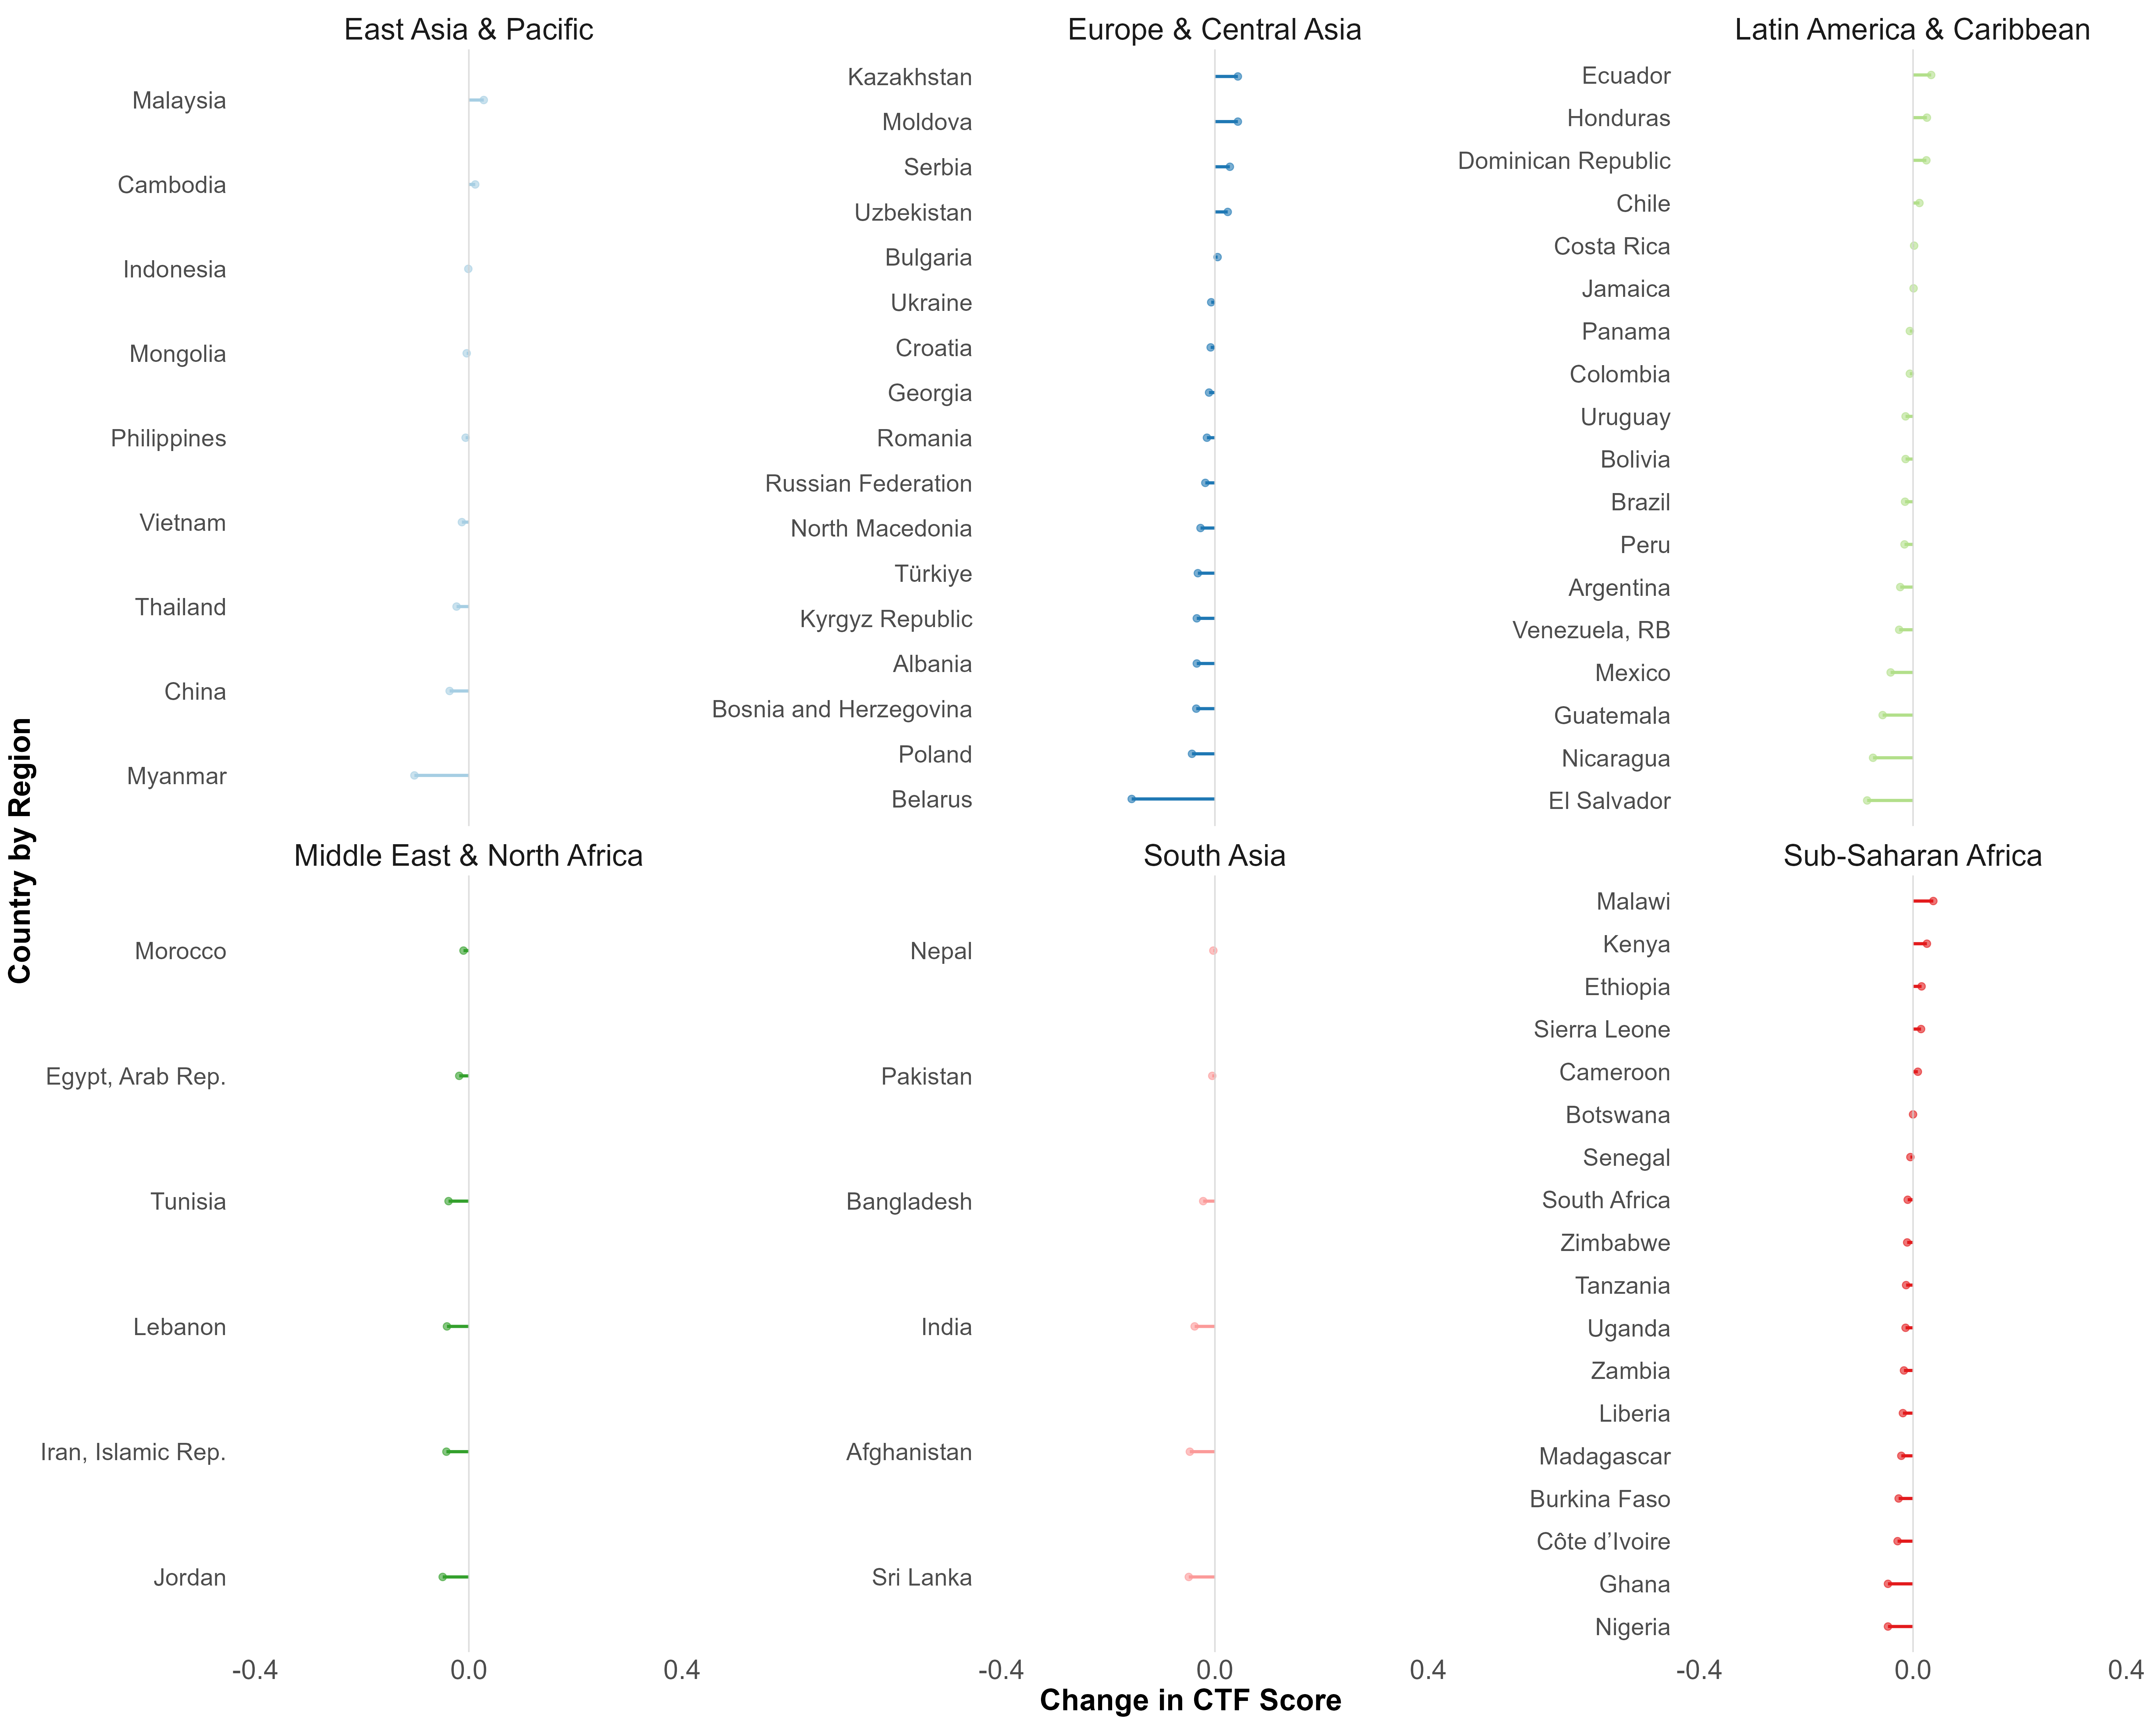 East Asia & Pacific
Malaysia
Cambodia
Indonesia
Mongolia
Philippines
Vietnam
Thailand
China
Myanmar
Europe & Central Asia
Kazakhstan
Moldova
Serbia
Uzbekistan
Bulgaria
Ukraine
Croatia
Georgia
Romania
Russian Federation
North Macedonia
Türkiye
Kyrgyz Republic
Albania
Bosnia and Herzegovina
Poland
Belarus
Latin America & Caribbean
Ecuador
Honduras
Dominican Republic
Chile
Costa Rica
Jamaica
Panama
Colombia
Uruguay
Bolivia
Brazil
Peru
Argentina
Venezuela, RB
Mexico
Guatemala
Nicaragua
El Salvador
Country by Region
Middle East & North Africa
Morocco
Egypt, Arab Rep.
Tunisia
Lebanon
Iran, Islamic Rep.
Jordan
-0.4 0.0 0.4
South Asia
Nepal
Pakistan
Bangladesh
India
Afghanistan
Sri Lanka
-0.4 0.0 0.4
Sub-Saharan Africa
Malawi
Kenya
Ethiopia
Sierra Leone
Cameroon
Botswana
Senegal
South Africa
Zimbabwe
Tanzania
Uganda
Zambia
Liberia
Madagascar
Burkina Faso
Côte d’Ivoire
Ghana
Nigeria
-0.4 0.0 0.4
Change in CTF Score